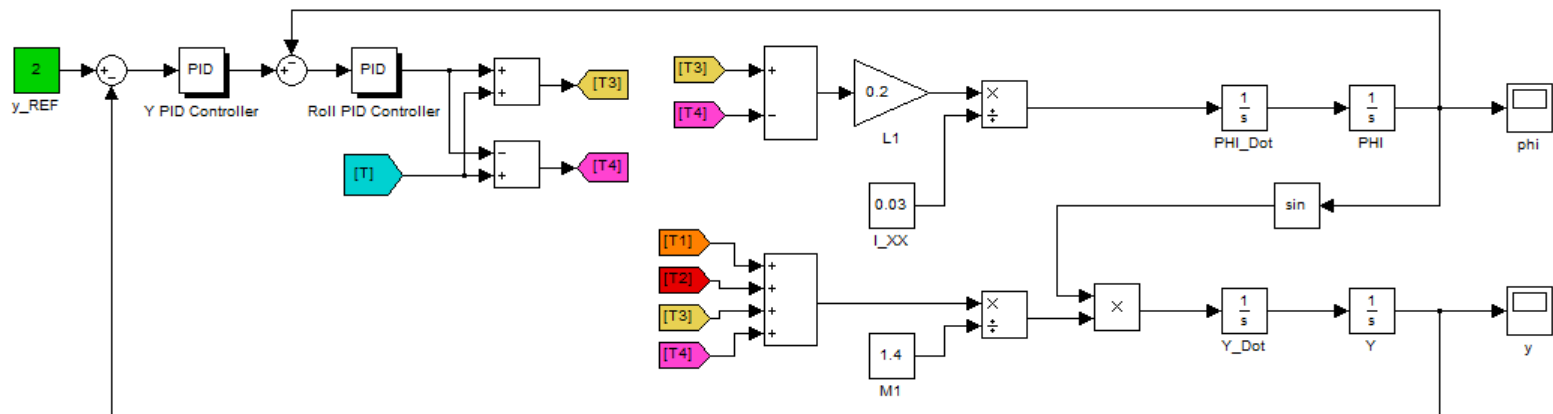 2
y_REF
PID
Y PID Controller
PID
Roll PID Controller
+
+
[T3]
−
+
[T4]
[T]
[T3]
[T4]
+
−
0.2
L1
×
÷
0.03
I_XX
1
s
PHI_Dot
1
s
PHI
phi
sin
[T1]
[T2]
[T3]
[T4]
+
+
+
+
×
÷
1.4
M1
×
1
s
Y_Dot
1
s
Y
y